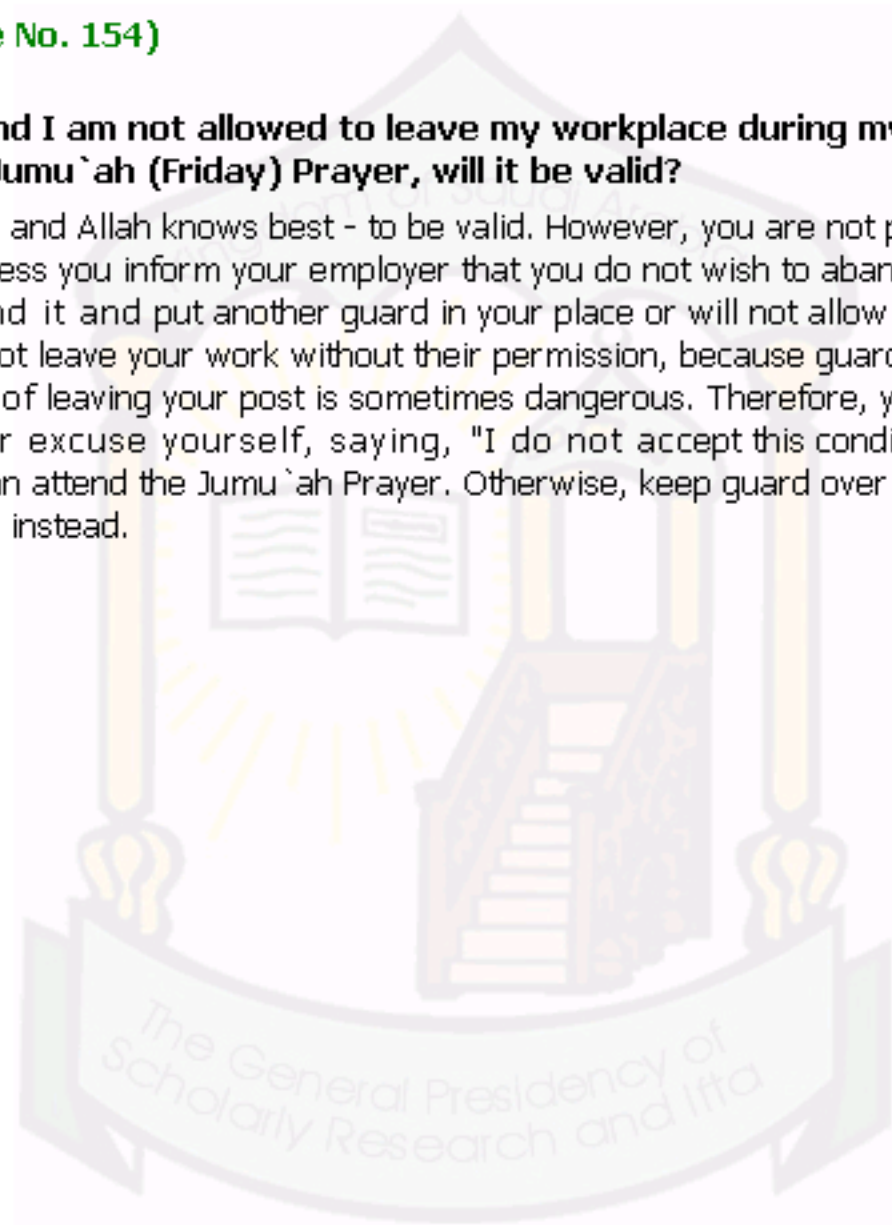 e No. 154)
nd I am not allowed to leave my workplace during my
Jumu`ah (Friday) Prayer, will it be valid?
and Allah knows best - to be valid. However, you are not p
ess you inform your employer that you do not wish to aban
nd it and put another guard in your place or will not allow
ot leave your work without their permission, because guard
of leaving your post is sometimes dangerous. Therefore, y
r excuse yourself, saying, "I do not accept this condi
an attend the Jumu`ah Prayer. Otherwise, keep guard over
instead.
Kingdom of Saudi Arabia
The General Presidency of
Scholarly Research and Ifta